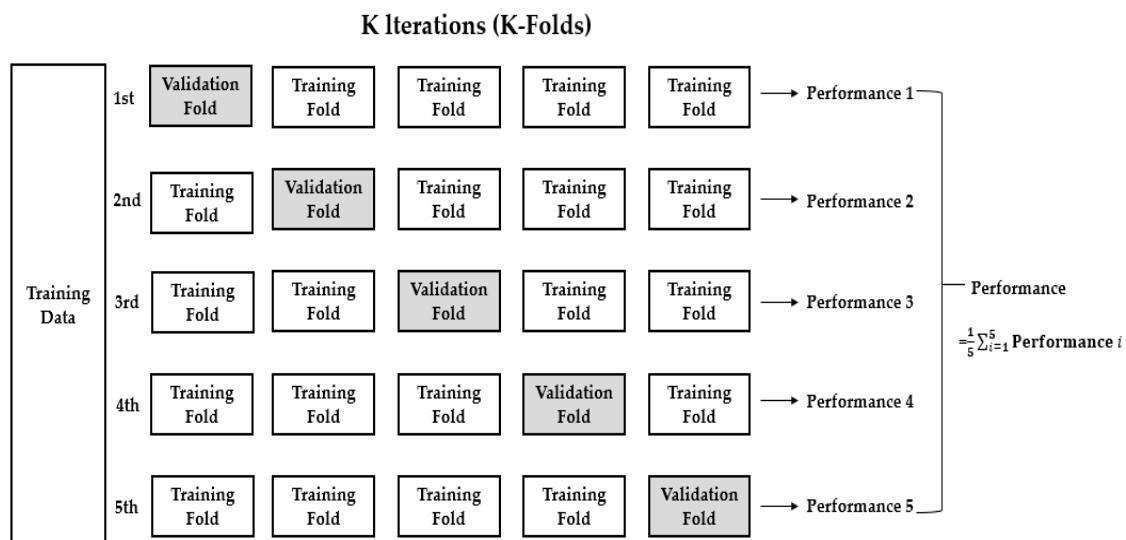 K Iterations (K-Folds)
Training
Data
1st
Validation
Fold
Training
Fold
Training
Fold
Training
Fold
Training
Fold
Performance 1
2nd
Training
Fold
Validation
Fold
Training
Fold
Training
Fold
Training
Fold
Performance 2
3rd
Training
Fold
Training
Fold
Validation
Fold
Training
Fold
Training
Fold
Performance 3
4th
Training
Fold
Training
Fold
Training
Fold
Validation
Fold
Training
Fold
Performance 4
5th
Training
Fold
Training
Fold
Training
Fold
Training
Fold
Validation
Fold
Performance 5
Performance
=1/5 ∑_{i=1}^{5} Performance i